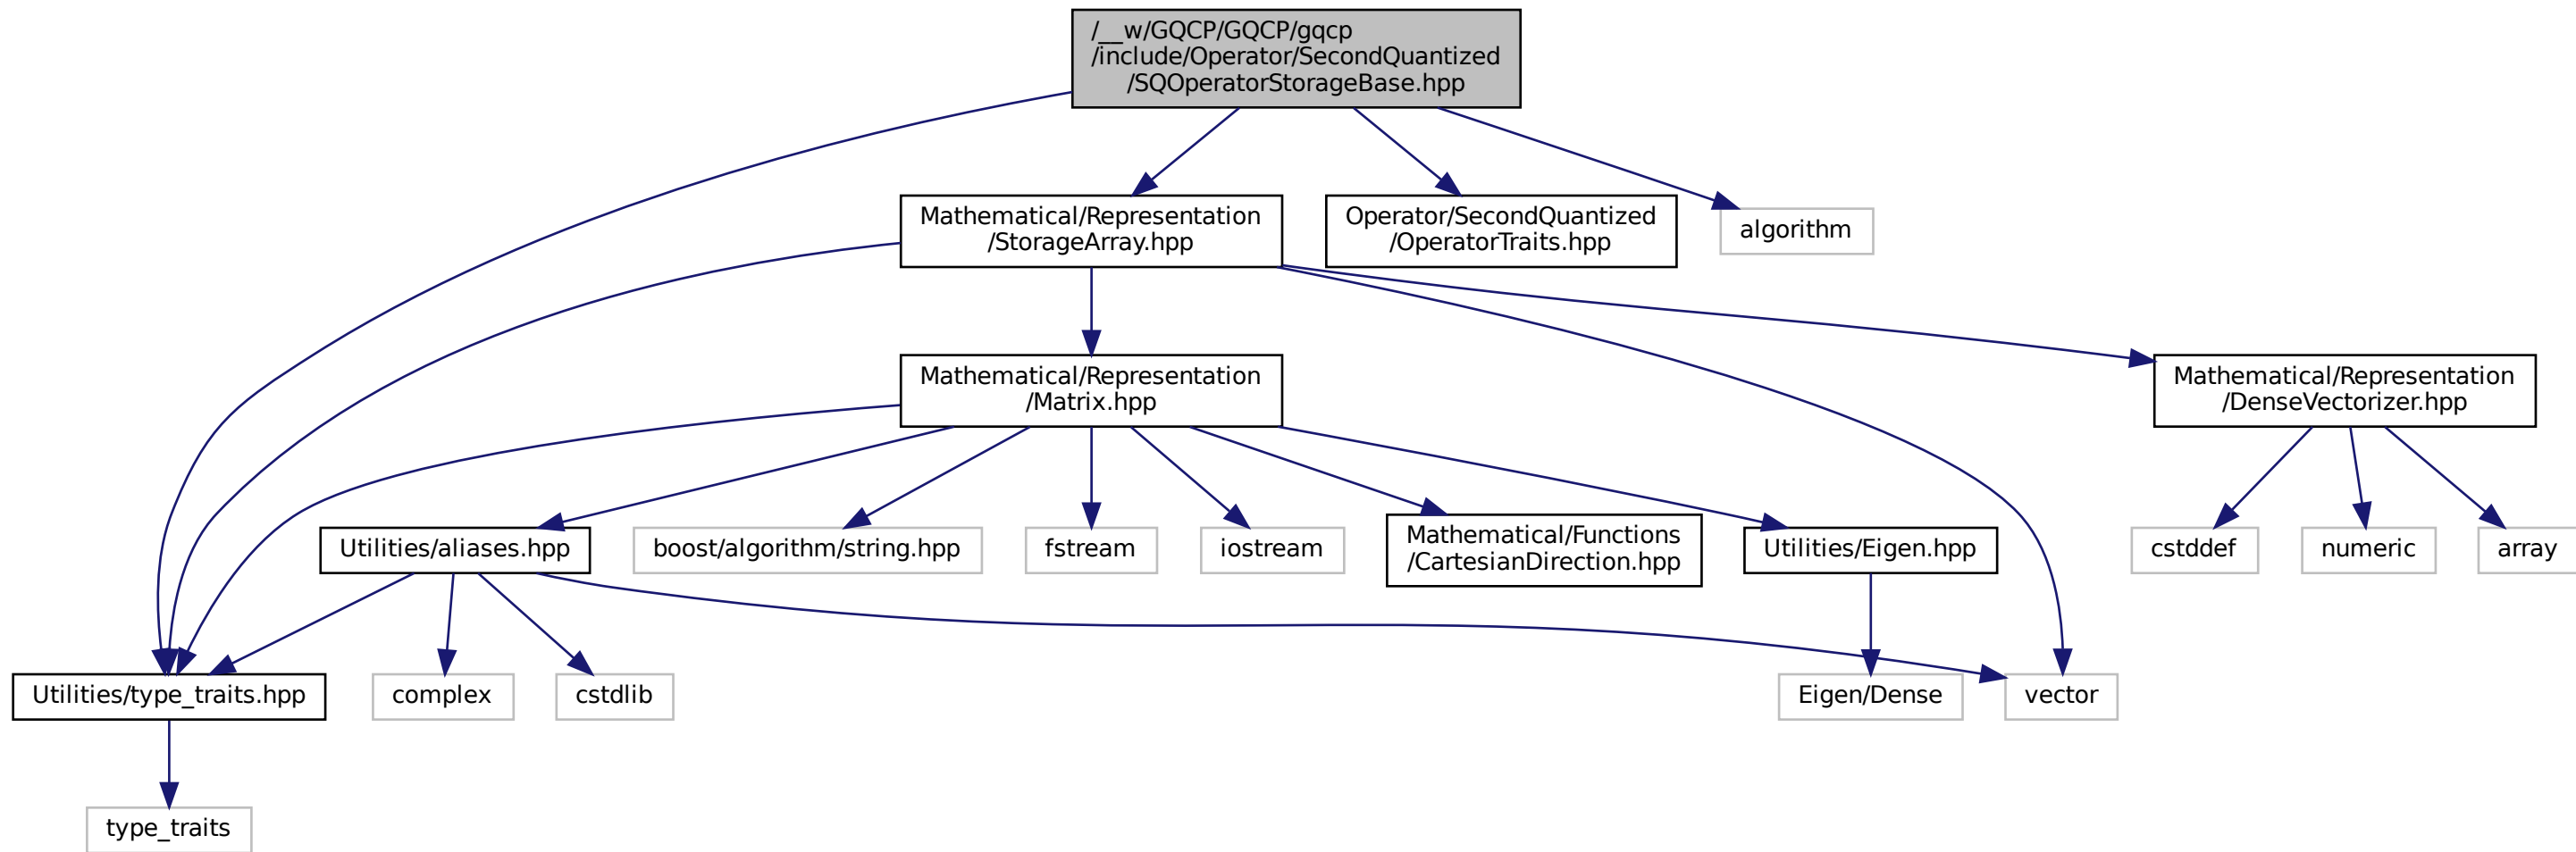 /__w/GQCP/GQCP/gqcp
/include/Operator/SecondQuantized
/SQOperatorStorageBase.hpp
Mathematical/Representation
/StorageArray.hpp
Operator/SecondQuantized
/OperatorTraits.hpp
algorithm
Mathematical/Representation
/Matrix.hpp
Mathematical/Representation
/DenseVectorizer.hpp
Utilities/aliases.hpp
boost/algorithm/string.hpp
fstream
iostream
Mathematical/Functions
/CartesianDirection.hpp
Utilities/Eigen.hpp
cstddef
numeric
array
Utilities/type_traits.hpp
complex
cstdlib
Eigen/Dense
vector
type_traits